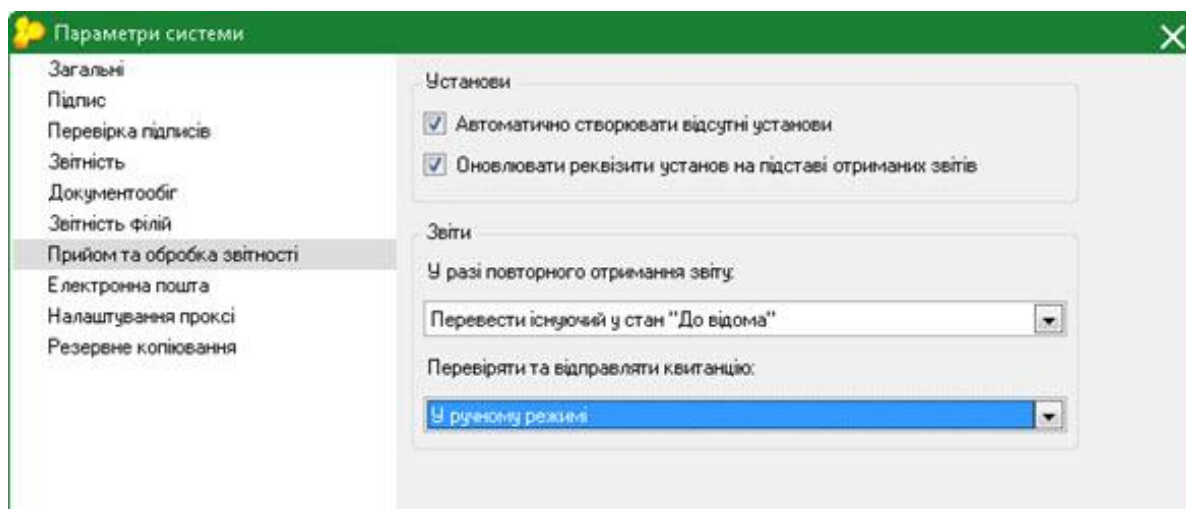 Параметри системи
Загальні
Підпис
Перевірка підписів
Звітність
Документообіг
Звітність філій
Прийом та обробка звітності
Електронна пошта
Налаштування проксі
Резервне копіювання
Установи
Автоматично створювати відсутні установи
Оновлювати реквізити установ на підставі отриманих звітів
Звіти
У разі повторного отримання звіту:
Перевести існуючий у стан "До відома"
Перевіряти та відправляти квитанцію:
У ручному режимі